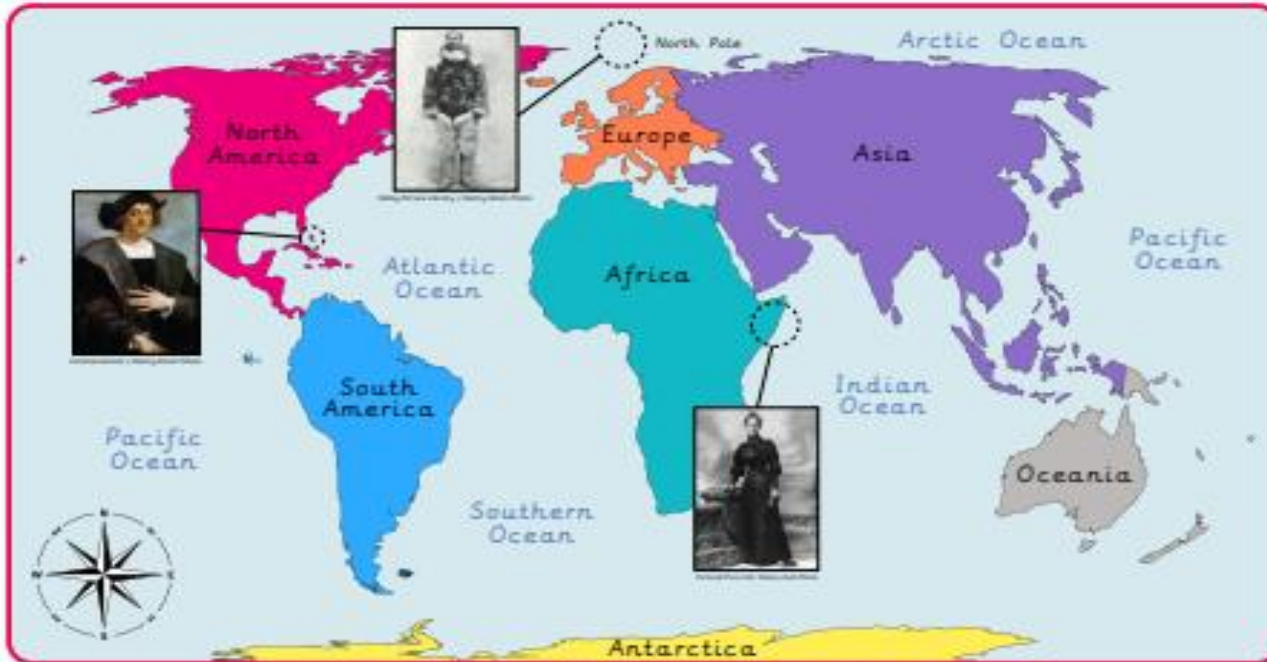 North Pole
Arctic Ocean
North
America
Europe
Asia
Pacific
Ocean
Atlantic
Ocean
Africa
South
America
Indian
Ocean
Pacific
Ocean
Oceania
Southern
Ocean
Antarctica